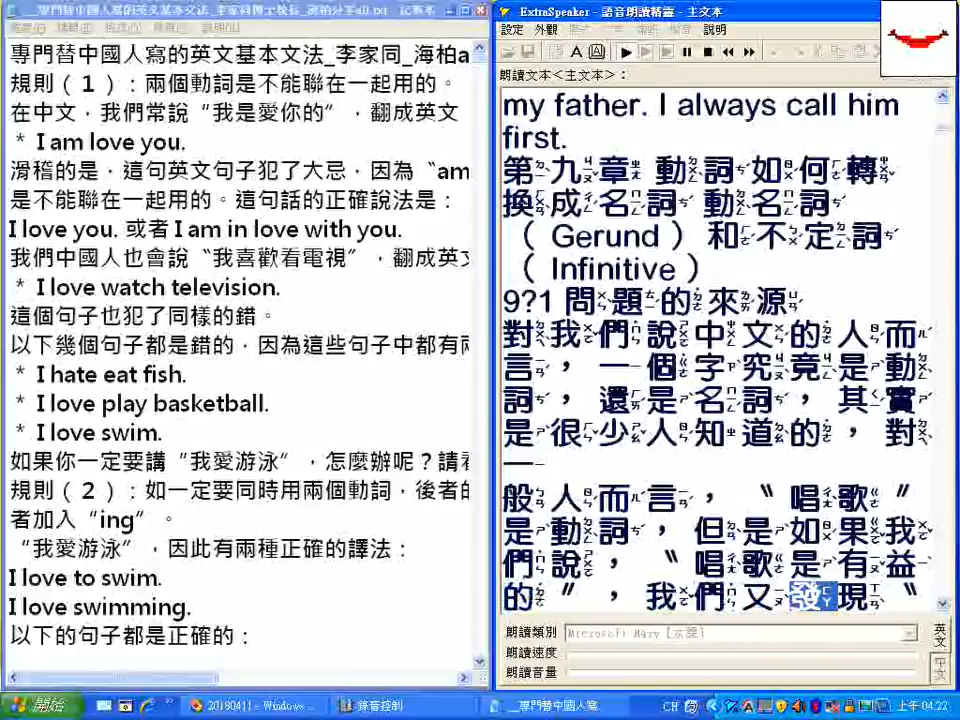 專門替中國人寫的英文基本文法_李家同_海柏a
規則(1):兩個動詞是不能聯在一起用的。
在中文，我們常說“我是愛你的”，翻成英文
* I am love you.
滑稽的是，這句英文句子犯了大忌，因為〝am
是不能聯在一起用的。這句話的正確說法是：
I love you. 或者 I am in love with you.
我們中國人也會說〝我喜歡看電視〞，翻成英文
* I love watch television.
這個句子也犯了同樣的錯。
以下幾個句子都是錯的，因為這些句子中都有兩
* I hate eat fish.
* I love play basketball.
* I love swim.
如果你一定要講“我愛游泳”，怎麼辦呢？請看
規則(2):如一定要同時用兩個動詞，後者的
者加入“ing”。
“我愛游泳”，因此有兩種正確的譯法：
I love to swim.
I love swimming.
以下的句子都是正確的：
ExtraSpeaker - 語音朗讀精靈 - 主文本
設定 外觀 說明
朗讀文本<主文本>：
my father. I always call him
first.
第九章 動詞如何轉
換成名詞 動名詞
（ Gerund ）和不定詞
（ Infinitive ）
9?1 問題的來源
對我們說中文的人而
言，一個字究竟是動
詞，還是名詞，其實
是很少人知道的，對
一
般人而言，〝唱歌〞
是動詞，但是如果我
們說，〝唱歌是有益
的〞，我們又發現〝
朗讀類別 Microsoft Mary【英聲】
朗讀速度
朗讀音量
英文
中文
開始
20190411 - Windows ...
錄音控制
__專門替中國人寫...
CH
上午 04:22